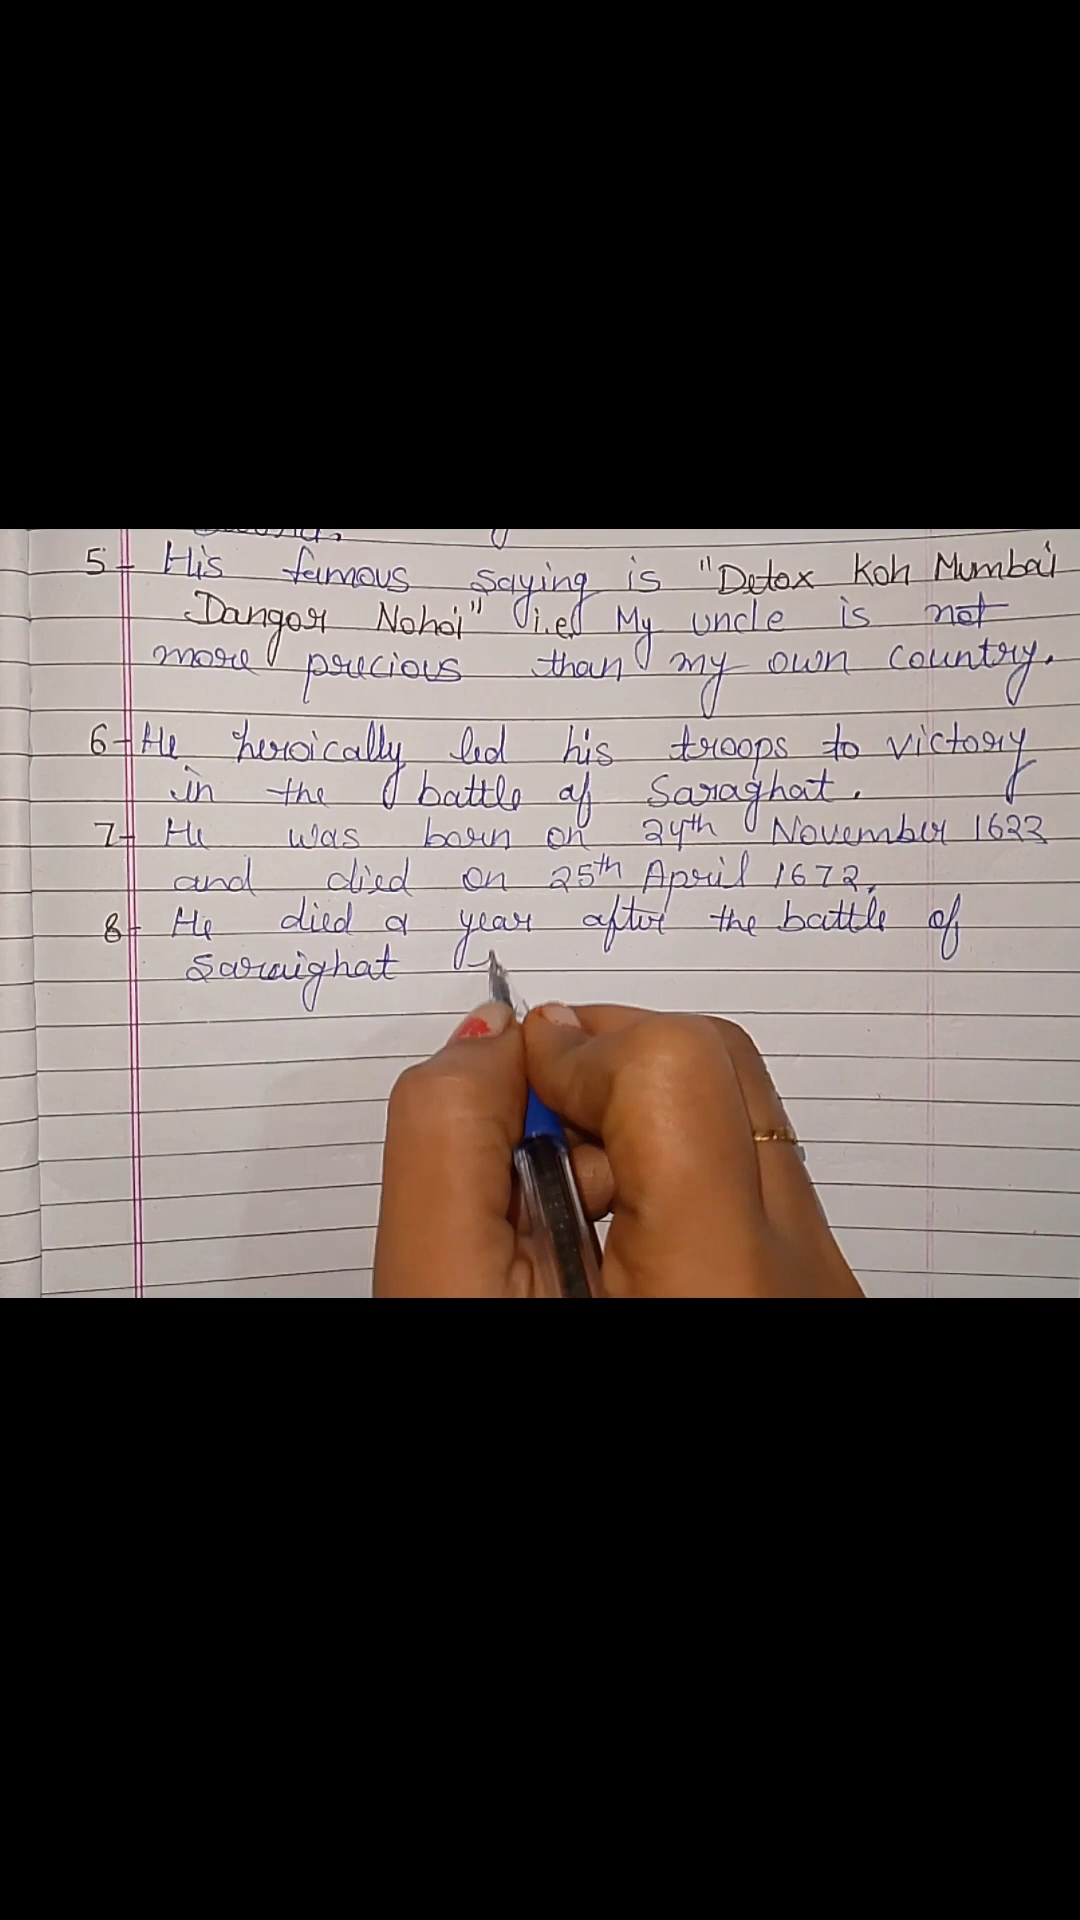 5- His famous saying is "Detox Koh Mumbai
Dangor Nohoi" i.e. My uncle is not
more precious than my own country.
6- He heroically led his troops to victory
in the battle of Saraghat.
7- He was born on 24th November 1622
and died on 25th April 1672.
8- He died a year after the battle of
Saraighat